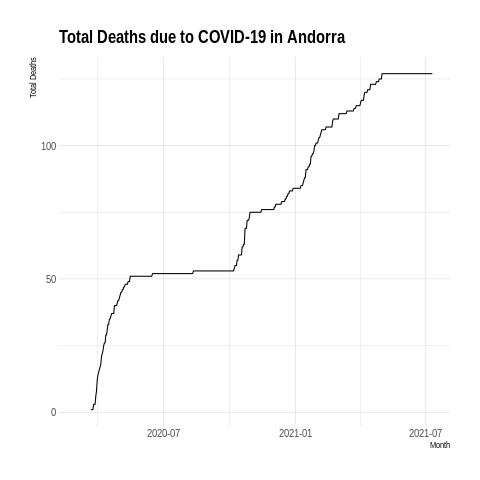 Total Deaths due to COVID-19 in Andorra
Total Deaths
100
50
0
2020-07
2021-01
2021-07
Month